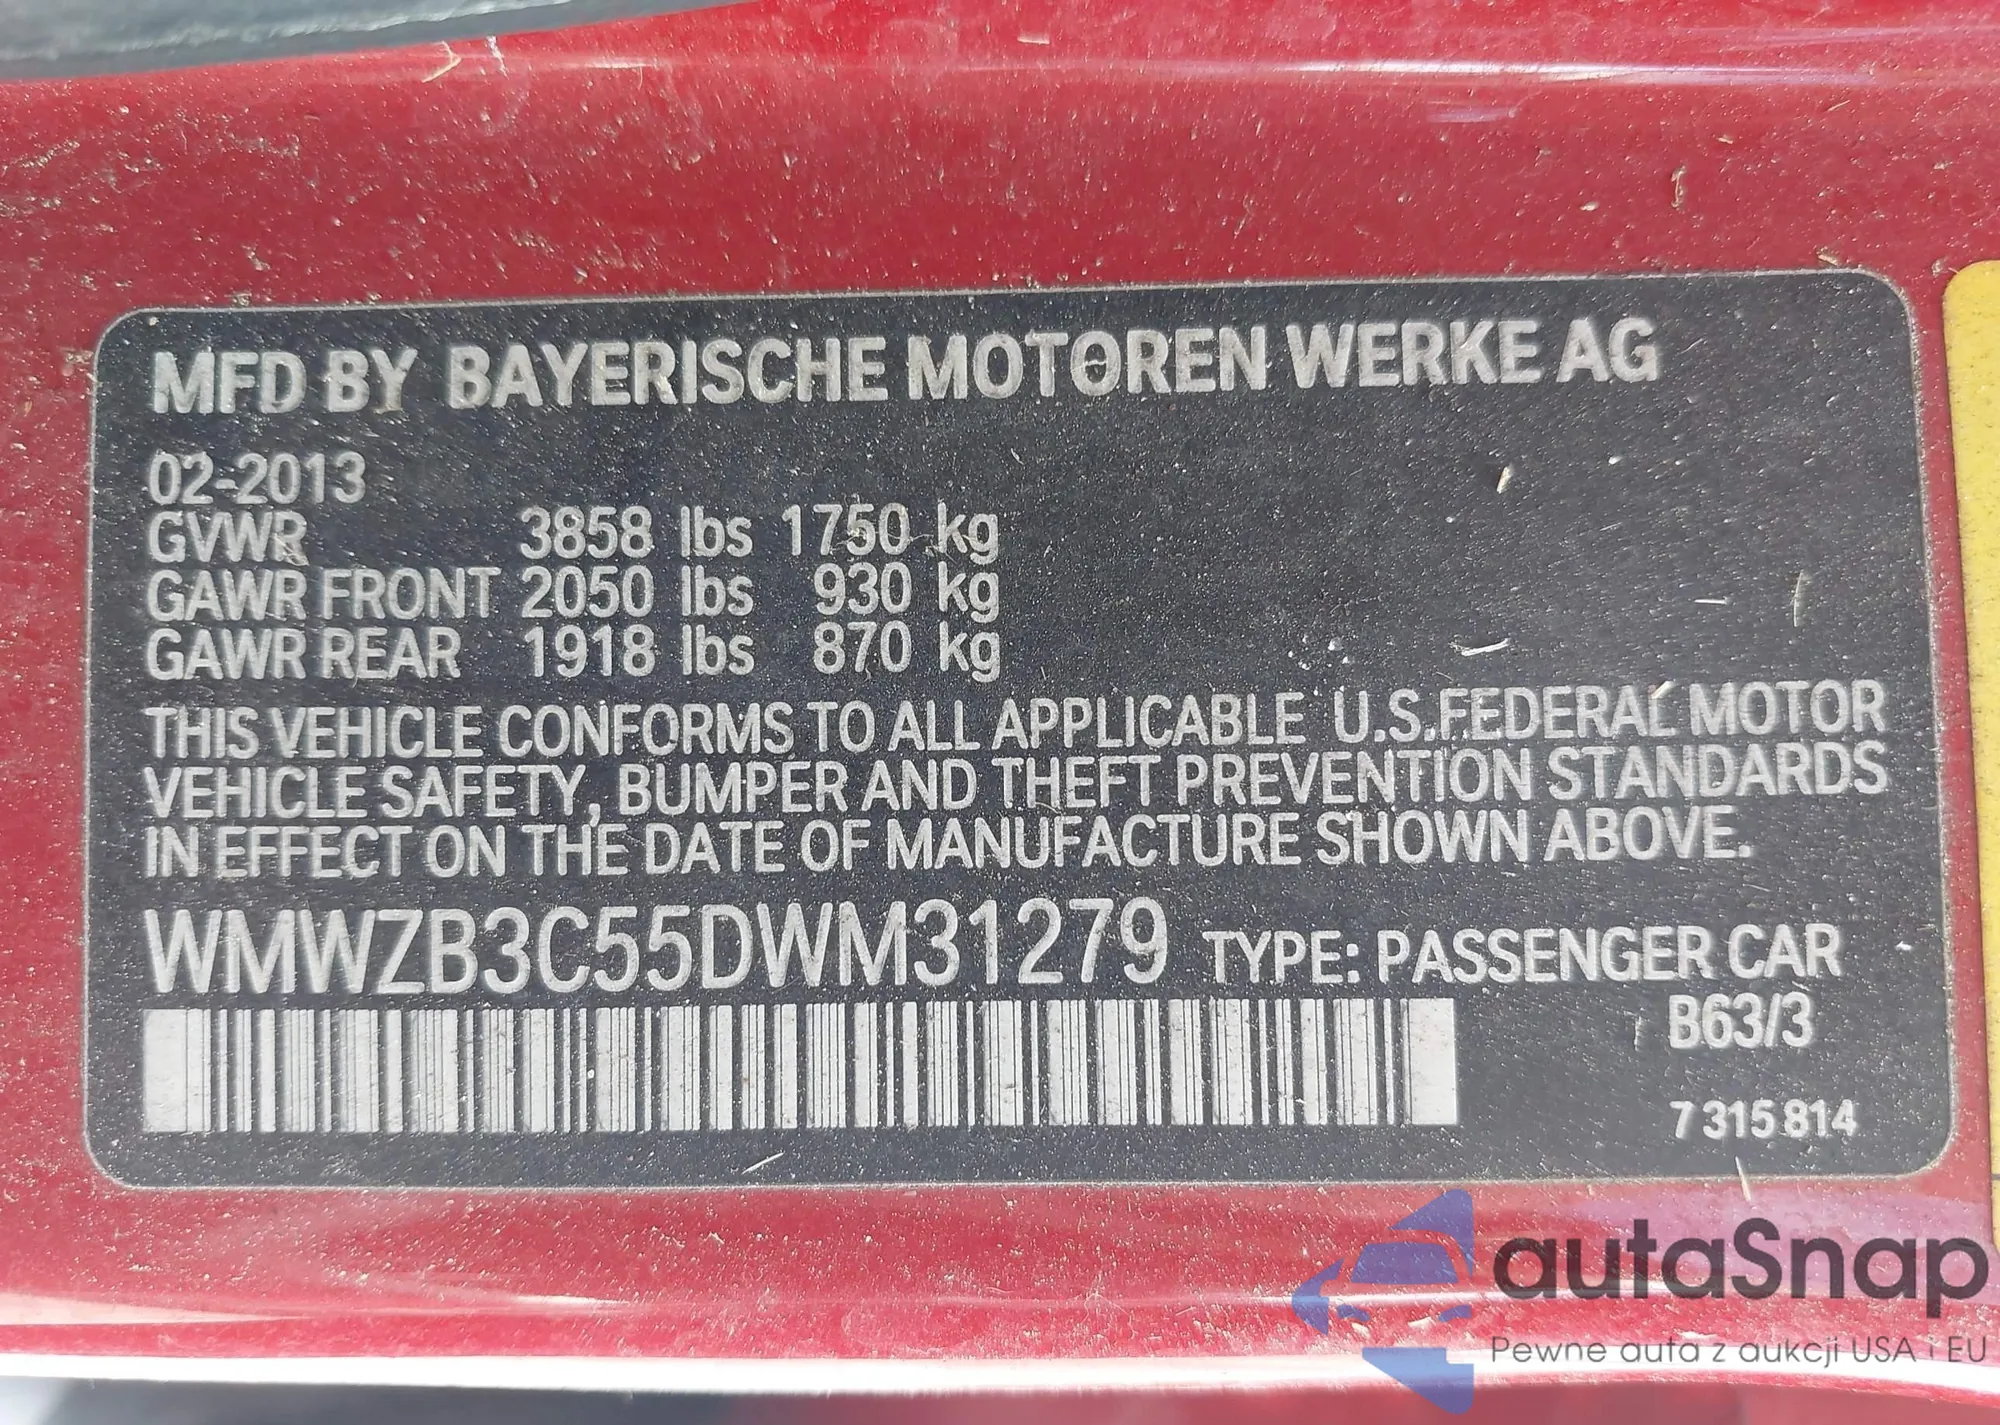 MFD BY BAYERISCHE MOTOREN WERKE AG
02-2013
GVWR 3858 lbs 1750 kg
GAWR FRONT 2050 lbs 930 kg
GAWR REAR 1918 lbs 870 kg
THIS VEHICLE CONFORMS TO ALL APPLICABLE U.S.FEDERAL MOTOR
VEHICLE SAFETY, BUMPER AND THEFT PREVENTION STANDARDS
IN EFFECT ON THE DATE OF MANUFACTURE SHOWN ABOVE.
WMWZB3C55DWM31279 TYPE: PASSENGER CAR
B63/3
7 315 814
autaSnap
Pewne auta z aukcji USA i EU